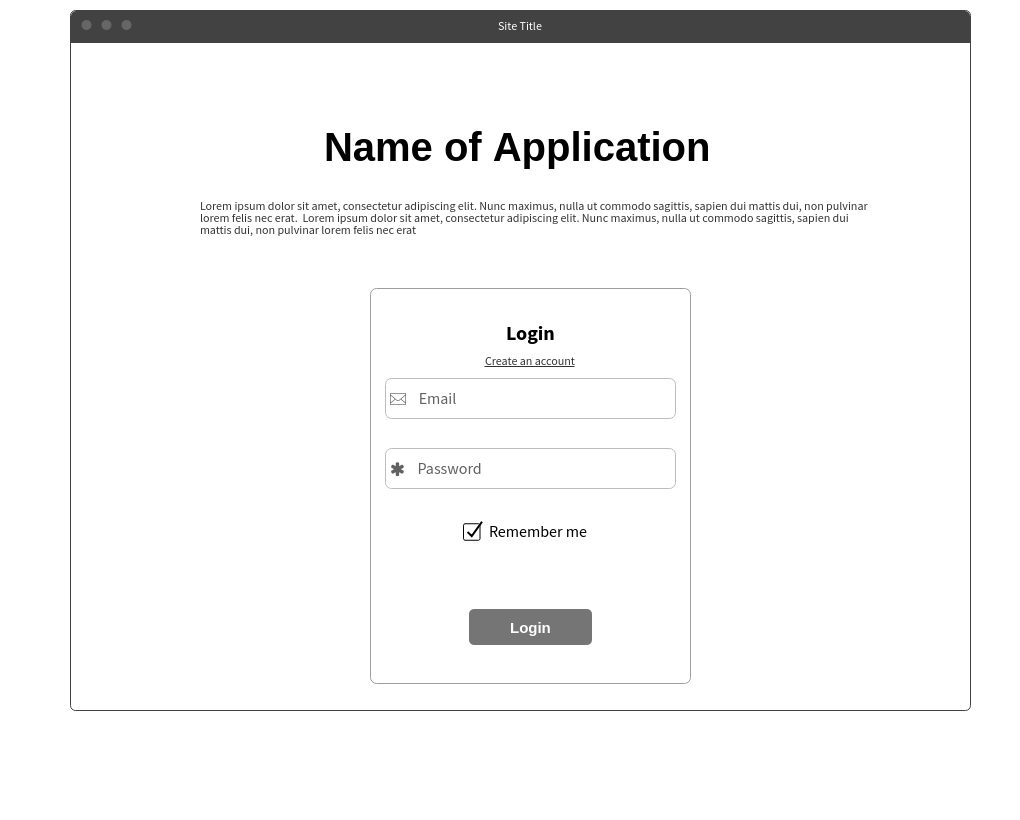 Site Title
Name of Application
Lorem ipsum dolor sit amet, consectetur adipiscing elit. Nunc maximus, nulla ut commodo sagittis, sapien dui mattis dui, non pulvinar
lorem felis nec erat.  Lorem ipsum dolor sit amet, consectetur adipiscing elit. Nunc maximus, nulla ut commodo sagittis, sapien dui
mattis dui, non pulvinar lorem felis nec erat
Login
Create an account
Email
Password
Remember me
Login